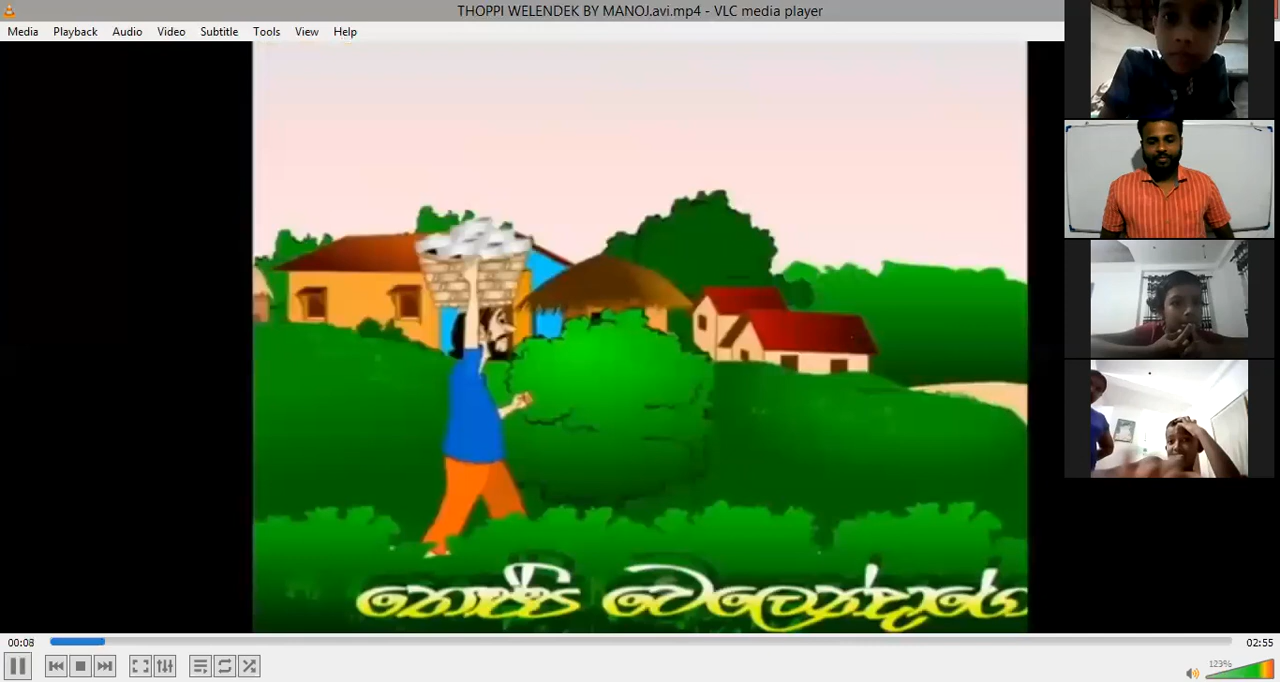 THOPPI WELENDEK BY MANOJ.avi.mp4 - VLC media player
Media Playback Audio Video Subtitle Tools View Help
තොප්පි වෙලෙන්දාගේ
00:08 02:55
123%